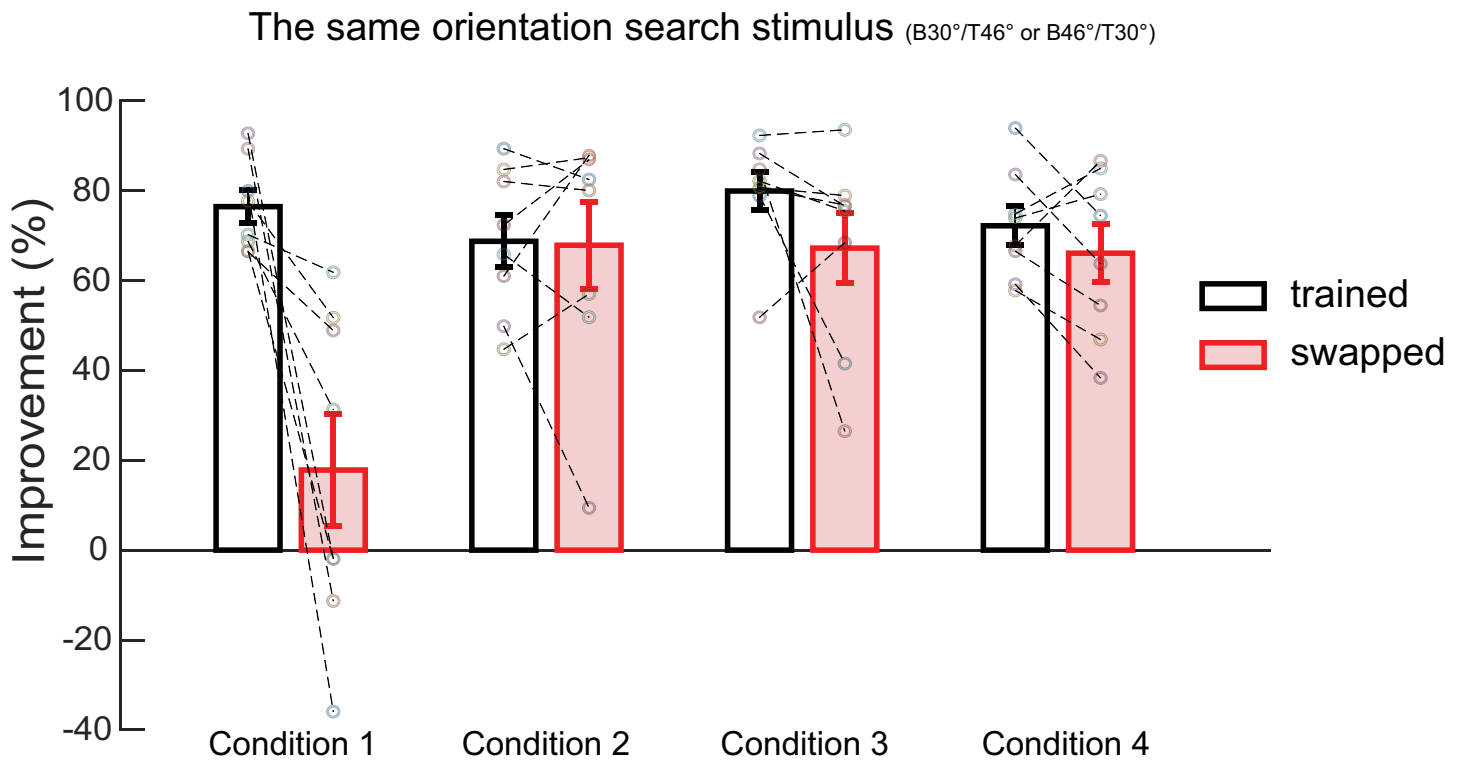 The same orientation search stimulus (B30°/T46° or B46°/T30°)
Improvement (%)
100
80
60
40
20
0
-20
-40
Condition 1
Condition 2
Condition 3
Condition 4
trained
swapped